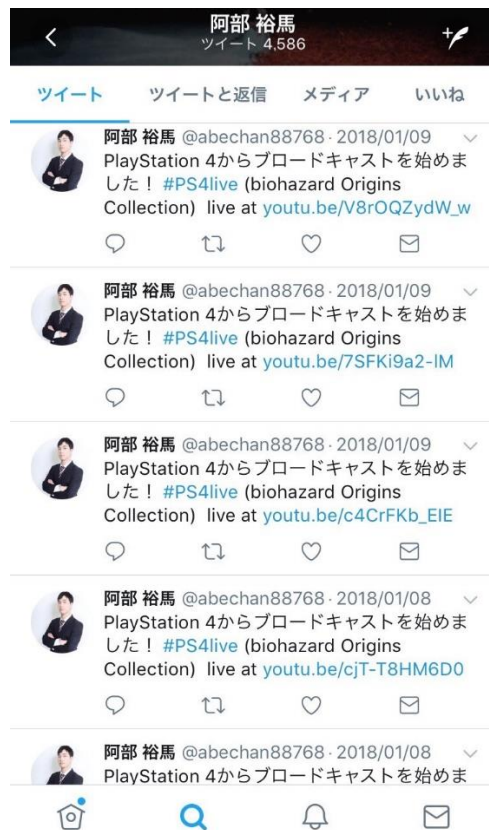 阿部 裕馬
ツイート 4,586
ツイート ツイートと返信 メディア いいね
阿部 裕馬 @abechan88768 · 2018/01/09
PlayStation 4からブロードキャストを始めま
した！ #PS4live (biohazard Origins
Collection) live at youtu.be/V8rOQZydW_w
阿部 裕馬 @abechan88768 · 2018/01/09
PlayStation 4からブロードキャストを始めま
した！ #PS4live (biohazard Origins
Collection) live at youtu.be/7SFKi9a2-lM
阿部 裕馬 @abechan88768 · 2018/01/09
PlayStation 4からブロードキャストを始めま
した！ #PS4live (biohazard Origins
Collection) live at youtu.be/c4CrFKb_ElE
阿部 裕馬 @abechan88768 · 2018/01/08
PlayStation 4からブロードキャストを始めま
した！ #PS4live (biohazard Origins
Collection) live at youtu.be/cjT-T8HM6D0
阿部 裕馬 @abechan88768 · 2018/01/08
PlayStation 4からブロードキャストを始めま